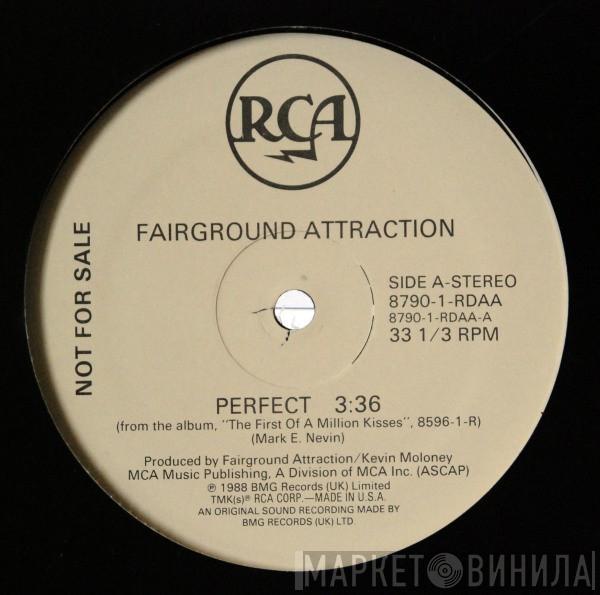 RCA
FAIRGROUND ATTRACTION
NOT FOR SALE
SIDE A-STEREO
8790-1-RDAA
8790-1-RDAA-A
33 1/3 RPM
PERFECT 3:36
(from the album, "The First Of A Million Kisses", 8596-1-R)
(Mark E. Nevin)
Produced by Fairground Attraction/Kevin Moloney
MCA Music Publishing, A Division of MCA Inc. (ASCAP)
℗ 1988 BMG Records (UK) Limited
TMK(s)® RCA CORP.—MADE IN U.S.A.
AN ORIGINAL SOUND RECORDING MADE BY
BMG RECORDS (UK) LTD.
МАРКЕТ ВИНИЛА